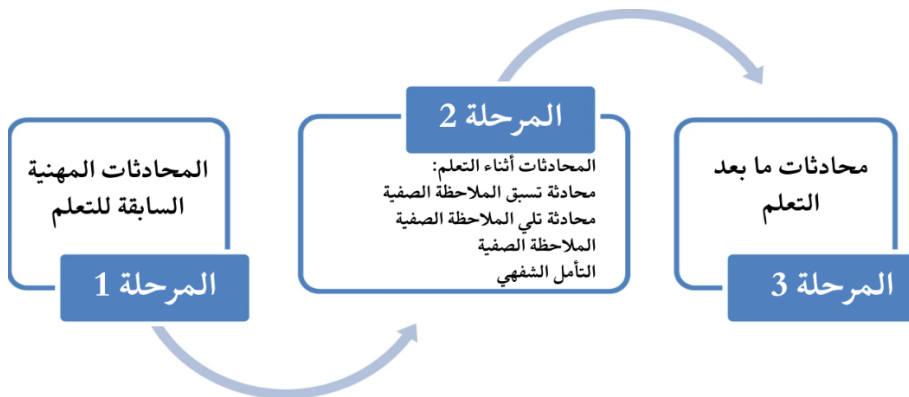 المحادثات المهنية
السابقة للتعلم
المرحلة 1
المرحلة 2
المحادثات أثناء التعلم:
محادثة تسبق الملاحظة الصفية
محادثة تلي الملاحظة الصفية
الملاحظة الصفية
التأمل الشفهي
محادثات ما بعد
التعلم
المرحلة 3